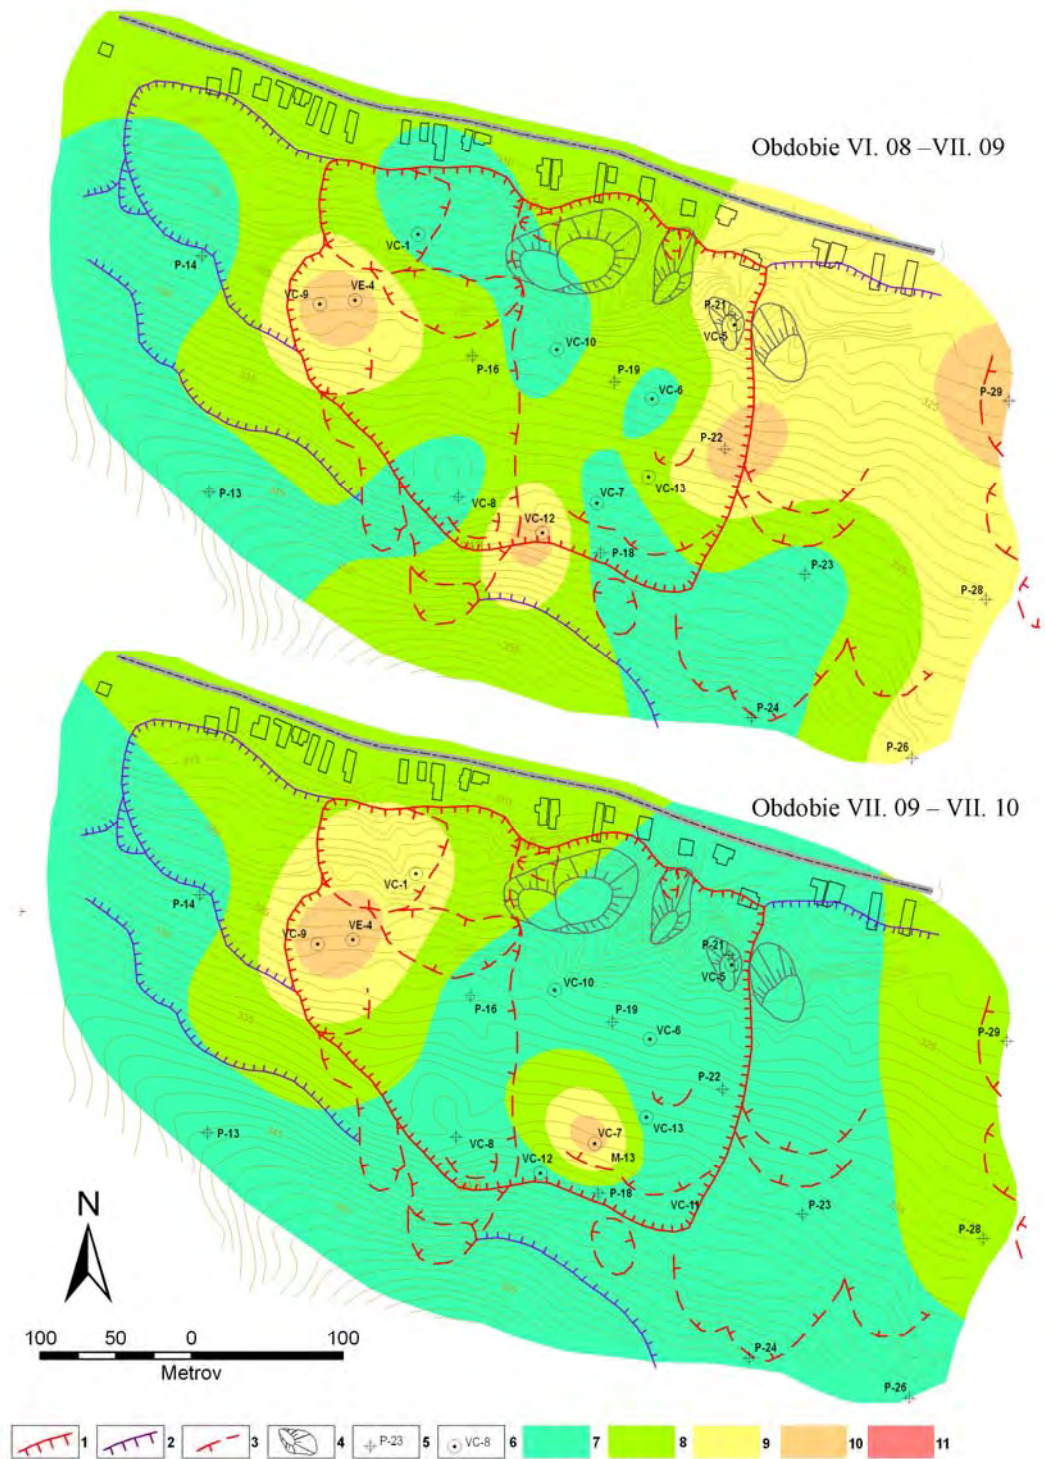 Obdobie VI. 08 –VII. 09
VC-1
P-14
VC-9
VE-4
P-21
VC-5
VC-10
P-16
P-19
VC-6
P-29
325
335
P-22
P-13
VC-8
VC-7
VC-13
VC-12
P-18
P-23
P-28
P-24
P-26
Obdobie VII. 09 – VII. 10
VC-1
P-14
VC-9
VE-4
P-21
VC-5
VC-10
P-16
P-19
VC-6
P-29
325
335
P-22
P-13
345
VC-8
VC-7
VC-13
M-13
VC-12
P-18
VC-11
P-23
P-28
P-24
P-26
N
100 50 0 100
Metrov
1 2 3 4 P-23 5 VC-8 6 7 8 9 10 11